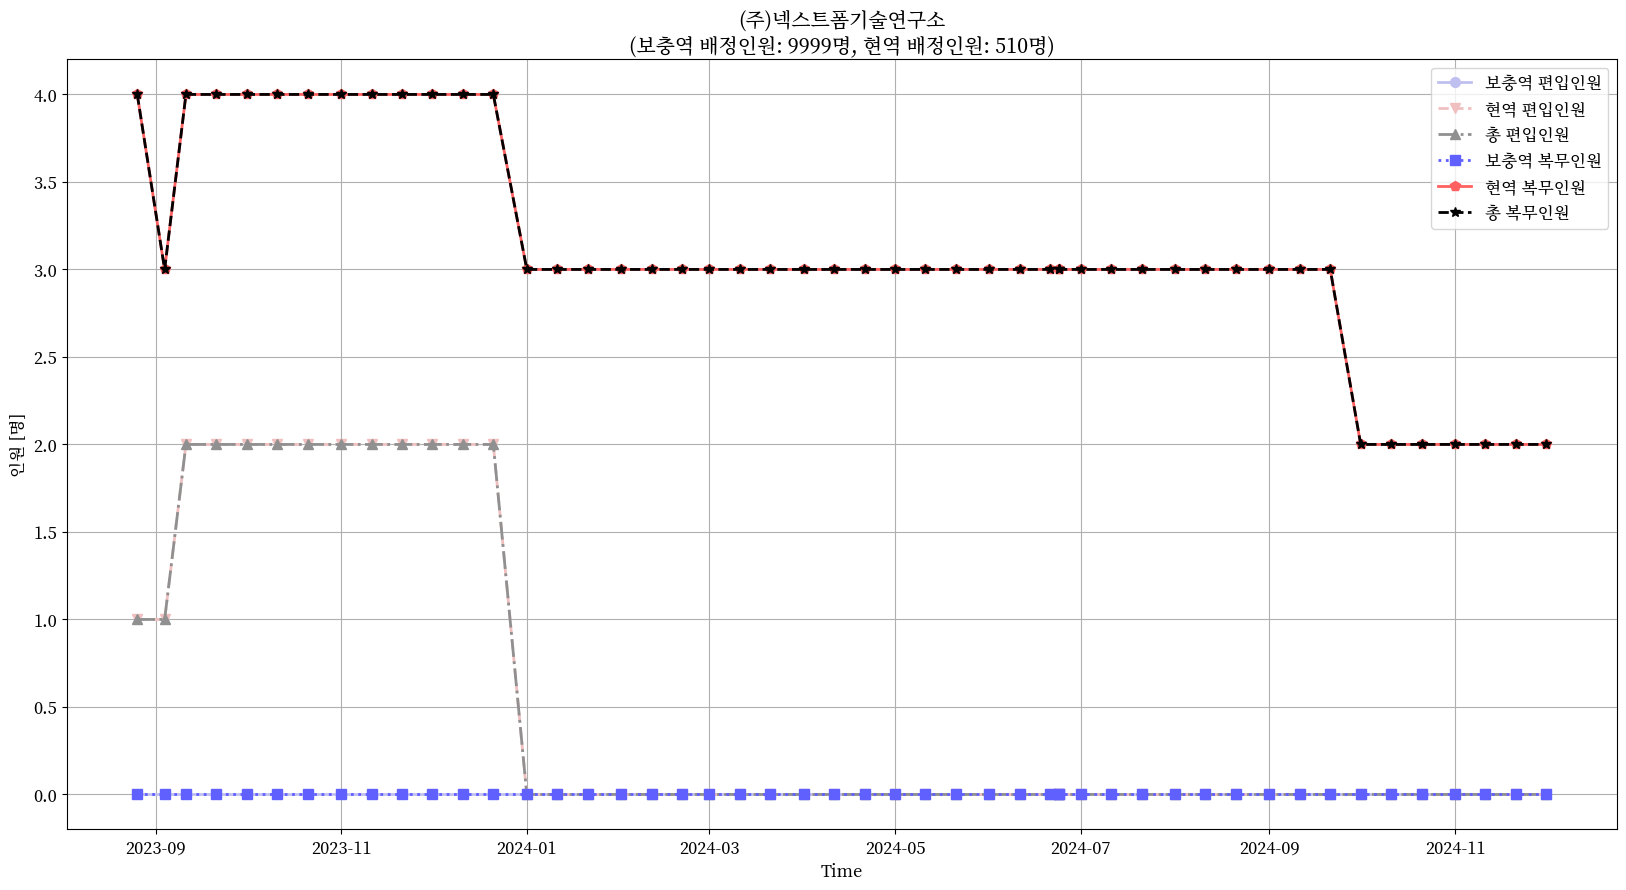 (주)넥스트폼기술연구소
(보충역 배정인원: 9999명, 현역 배정인원: 510명)
보충역 편입인원
현역 편입인원
총 편입인원
보충역 복무인원
현역 복무인원
총 복무인원
인원 [명]
4.0
3.5
3.0
2.5
2.0
1.5
1.0
0.5
0.0
2023-09 2023-11 2024-01 2024-03 2024-05 2024-07 2024-09 2024-11
Time